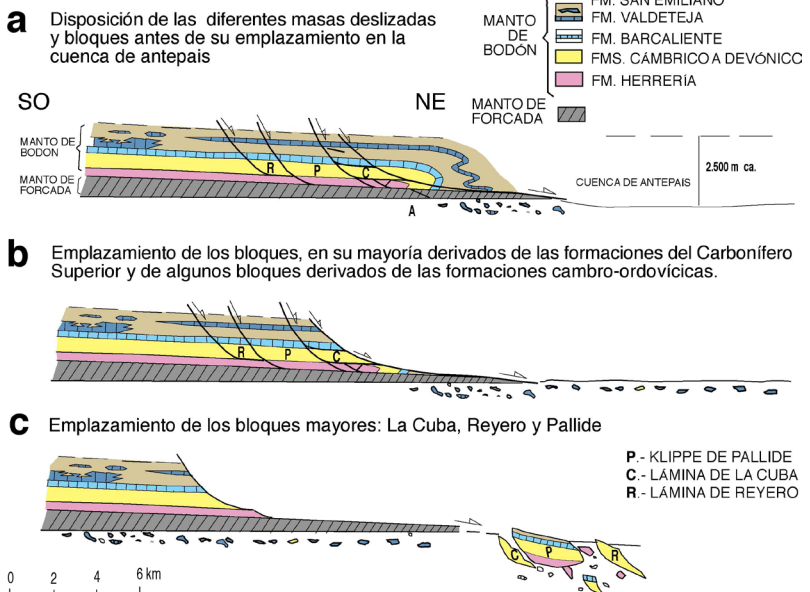 a Disposición de las diferentes masas deslizadas
y bloques antes de su emplazamiento en la
cuenca de antepais
MANTO
DE
BODÓN
FM. SAN EMILIANO
FM. VALDETEJA
FM. BARCALIENTE
FMS. CÁMBRICO A DEVÓNICO
FM. HERRERÍA
MANTO DE
FORCADA
SO
NE
MANTO DE
BODON
MANTO DE
FORCADA
R
P
C
A
CUENCA DE ANTEPAIS
2.500 m ca.
b Emplazamiento de los bloques, en su mayoría derivados de las formaciones del Carbonífero
Superior y de algunos bloques derivados de las formaciones cambro-ordovícicas.
R
P
C
c Emplazamiento de los bloques mayores: La Cuba, Reyero y Pallide
P.- KLIPPE DE PALLIDE
C.- LÁMINA DE LA CUBA
R.- LÁMINA DE REYERO
C
P
R
0 2 4 6 km